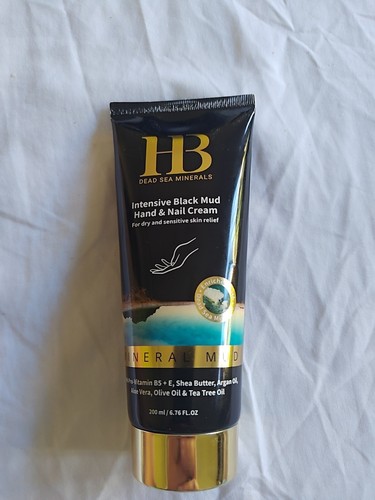 HB
DEAD SEA MINERALS
Intensive Black Mud
Hand & Nail Cream
For dry and sensitive skin relief
NERAL MUD
Vitamin B5 + E, Shea Butter, Argan Oil,
Aloe Vera, Olive Oil & Tea Tree Oil
200 ml / 6.76 FL.OZ